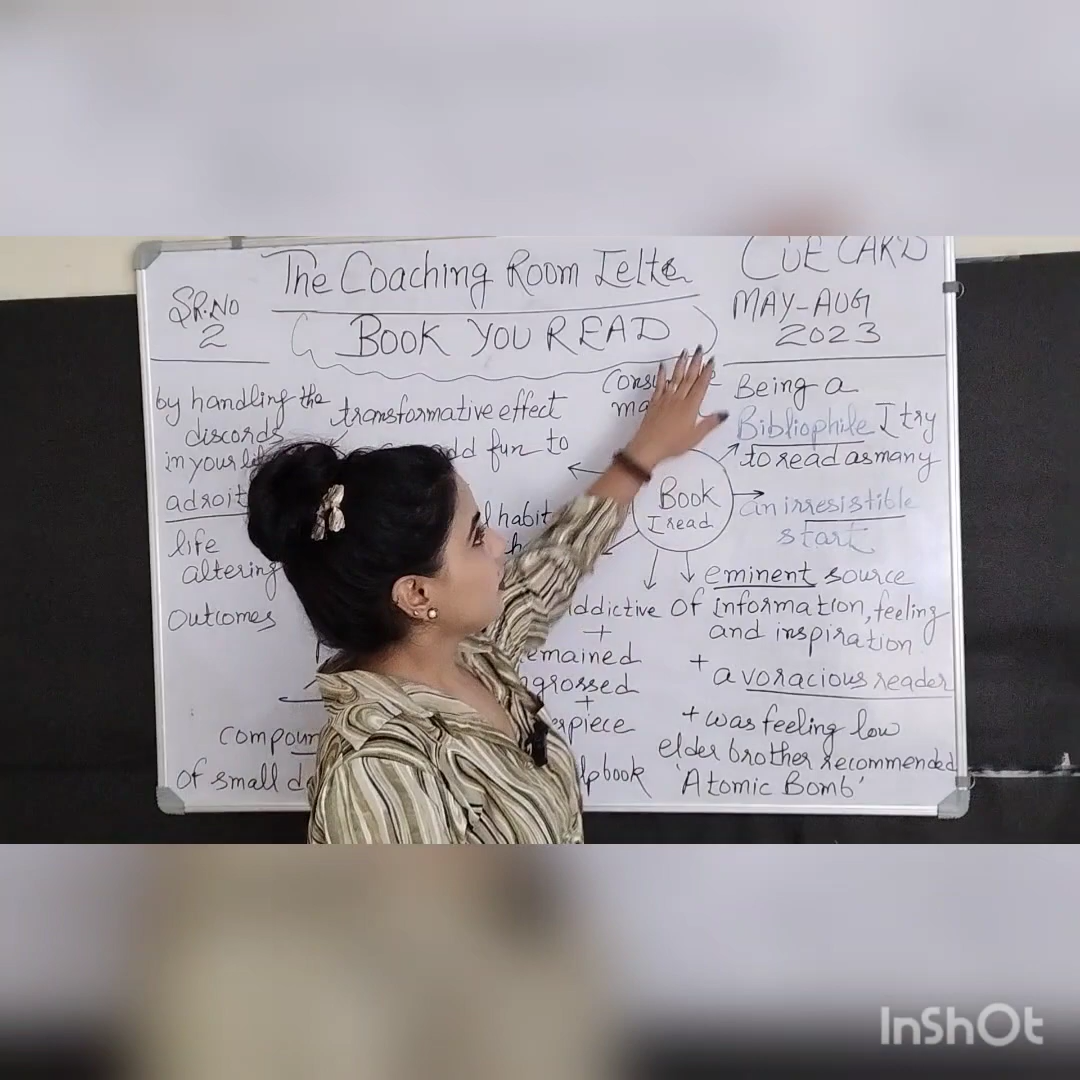 The Coaching Room Ielts
CUE CARD
SR.NO
2
BOOK YOU READ
MAY-AUG
2023
by handling the
discords
in your
adroit
life
altering
outcomes
transformative effect
add fun to
habit
Being a
Bibliophile I try
to read as many
Book
I read
an irresistible
start
eminent source
of information, feeling
and inspiration
+
a voracious reader
+ was feeling low
elder brother recommended
'Atomic Bomb'
addictive
+
remained
+
compoun
of small d
book
InShOt